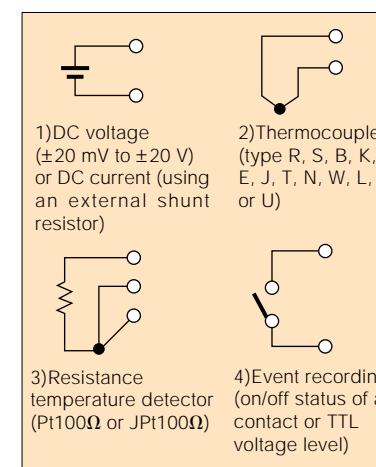 1)DC voltage
(±20 mV to ±20 V)
or DC current (using
an external shunt
resistor)
2)Thermocouple
(type R, S, B, K,
E, J, T, N, W, L,
or U)
3)Resistance
temperature detector
(Pt100Ω or JPt100Ω)
4)Event recordin
(on/off status of a
contact or TTL
voltage level)